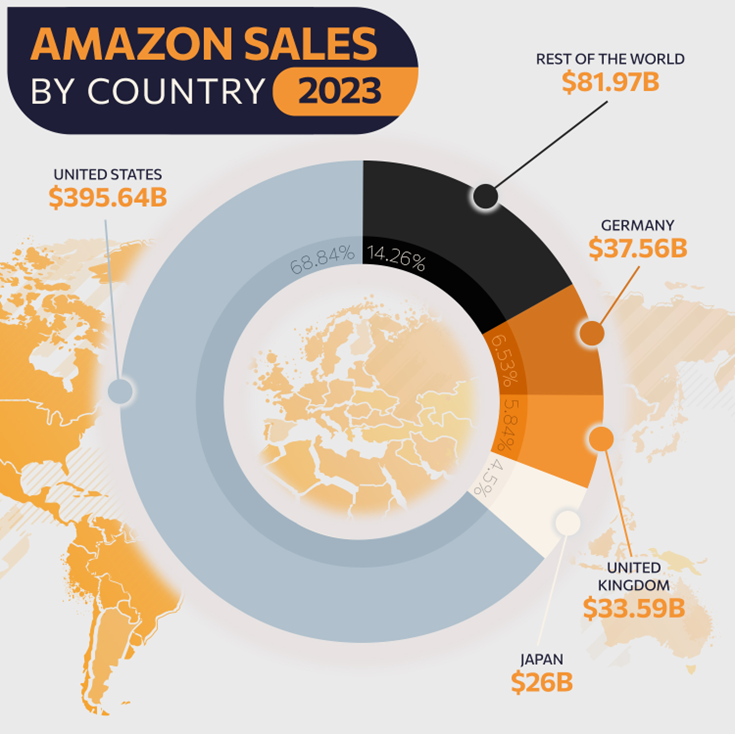 AMAZON SALES
BY COUNTRY 2023
REST OF THE WORLD
$81.97B
UNITED STATES
$395.64B
GERMANY
$37.56B
68.84%
14.26%
6.53%
5.84%
4.5%
UNITED
KINGDOM
$33.59B
JAPAN
$26B